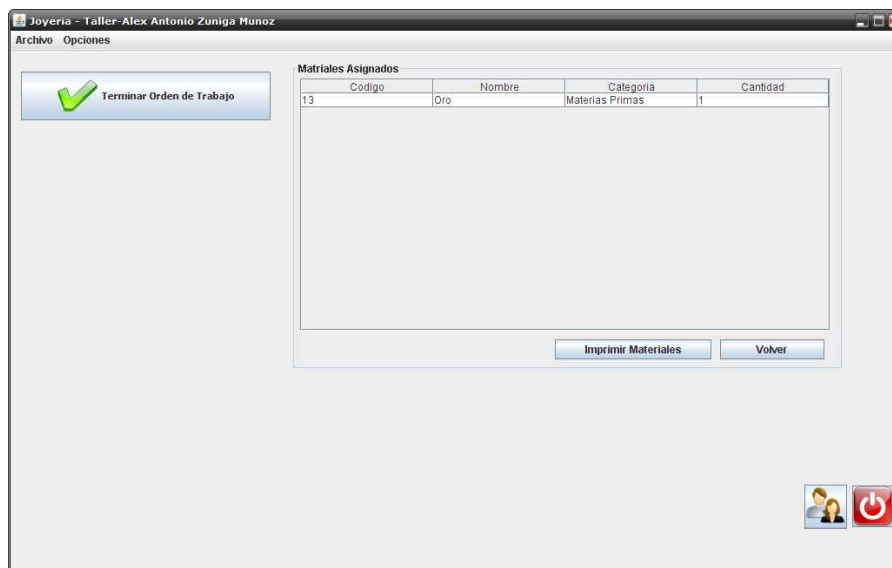 Joyeria - Taller-Alex Antonio Zuniga Munoz
Archivo Opciones
Terminar Orden de Trabajo
Matriales Asignados
Codigo Nombre Categoria Cantidad
13 Oro Materias Primas 1
Imprimir Materiales Volver